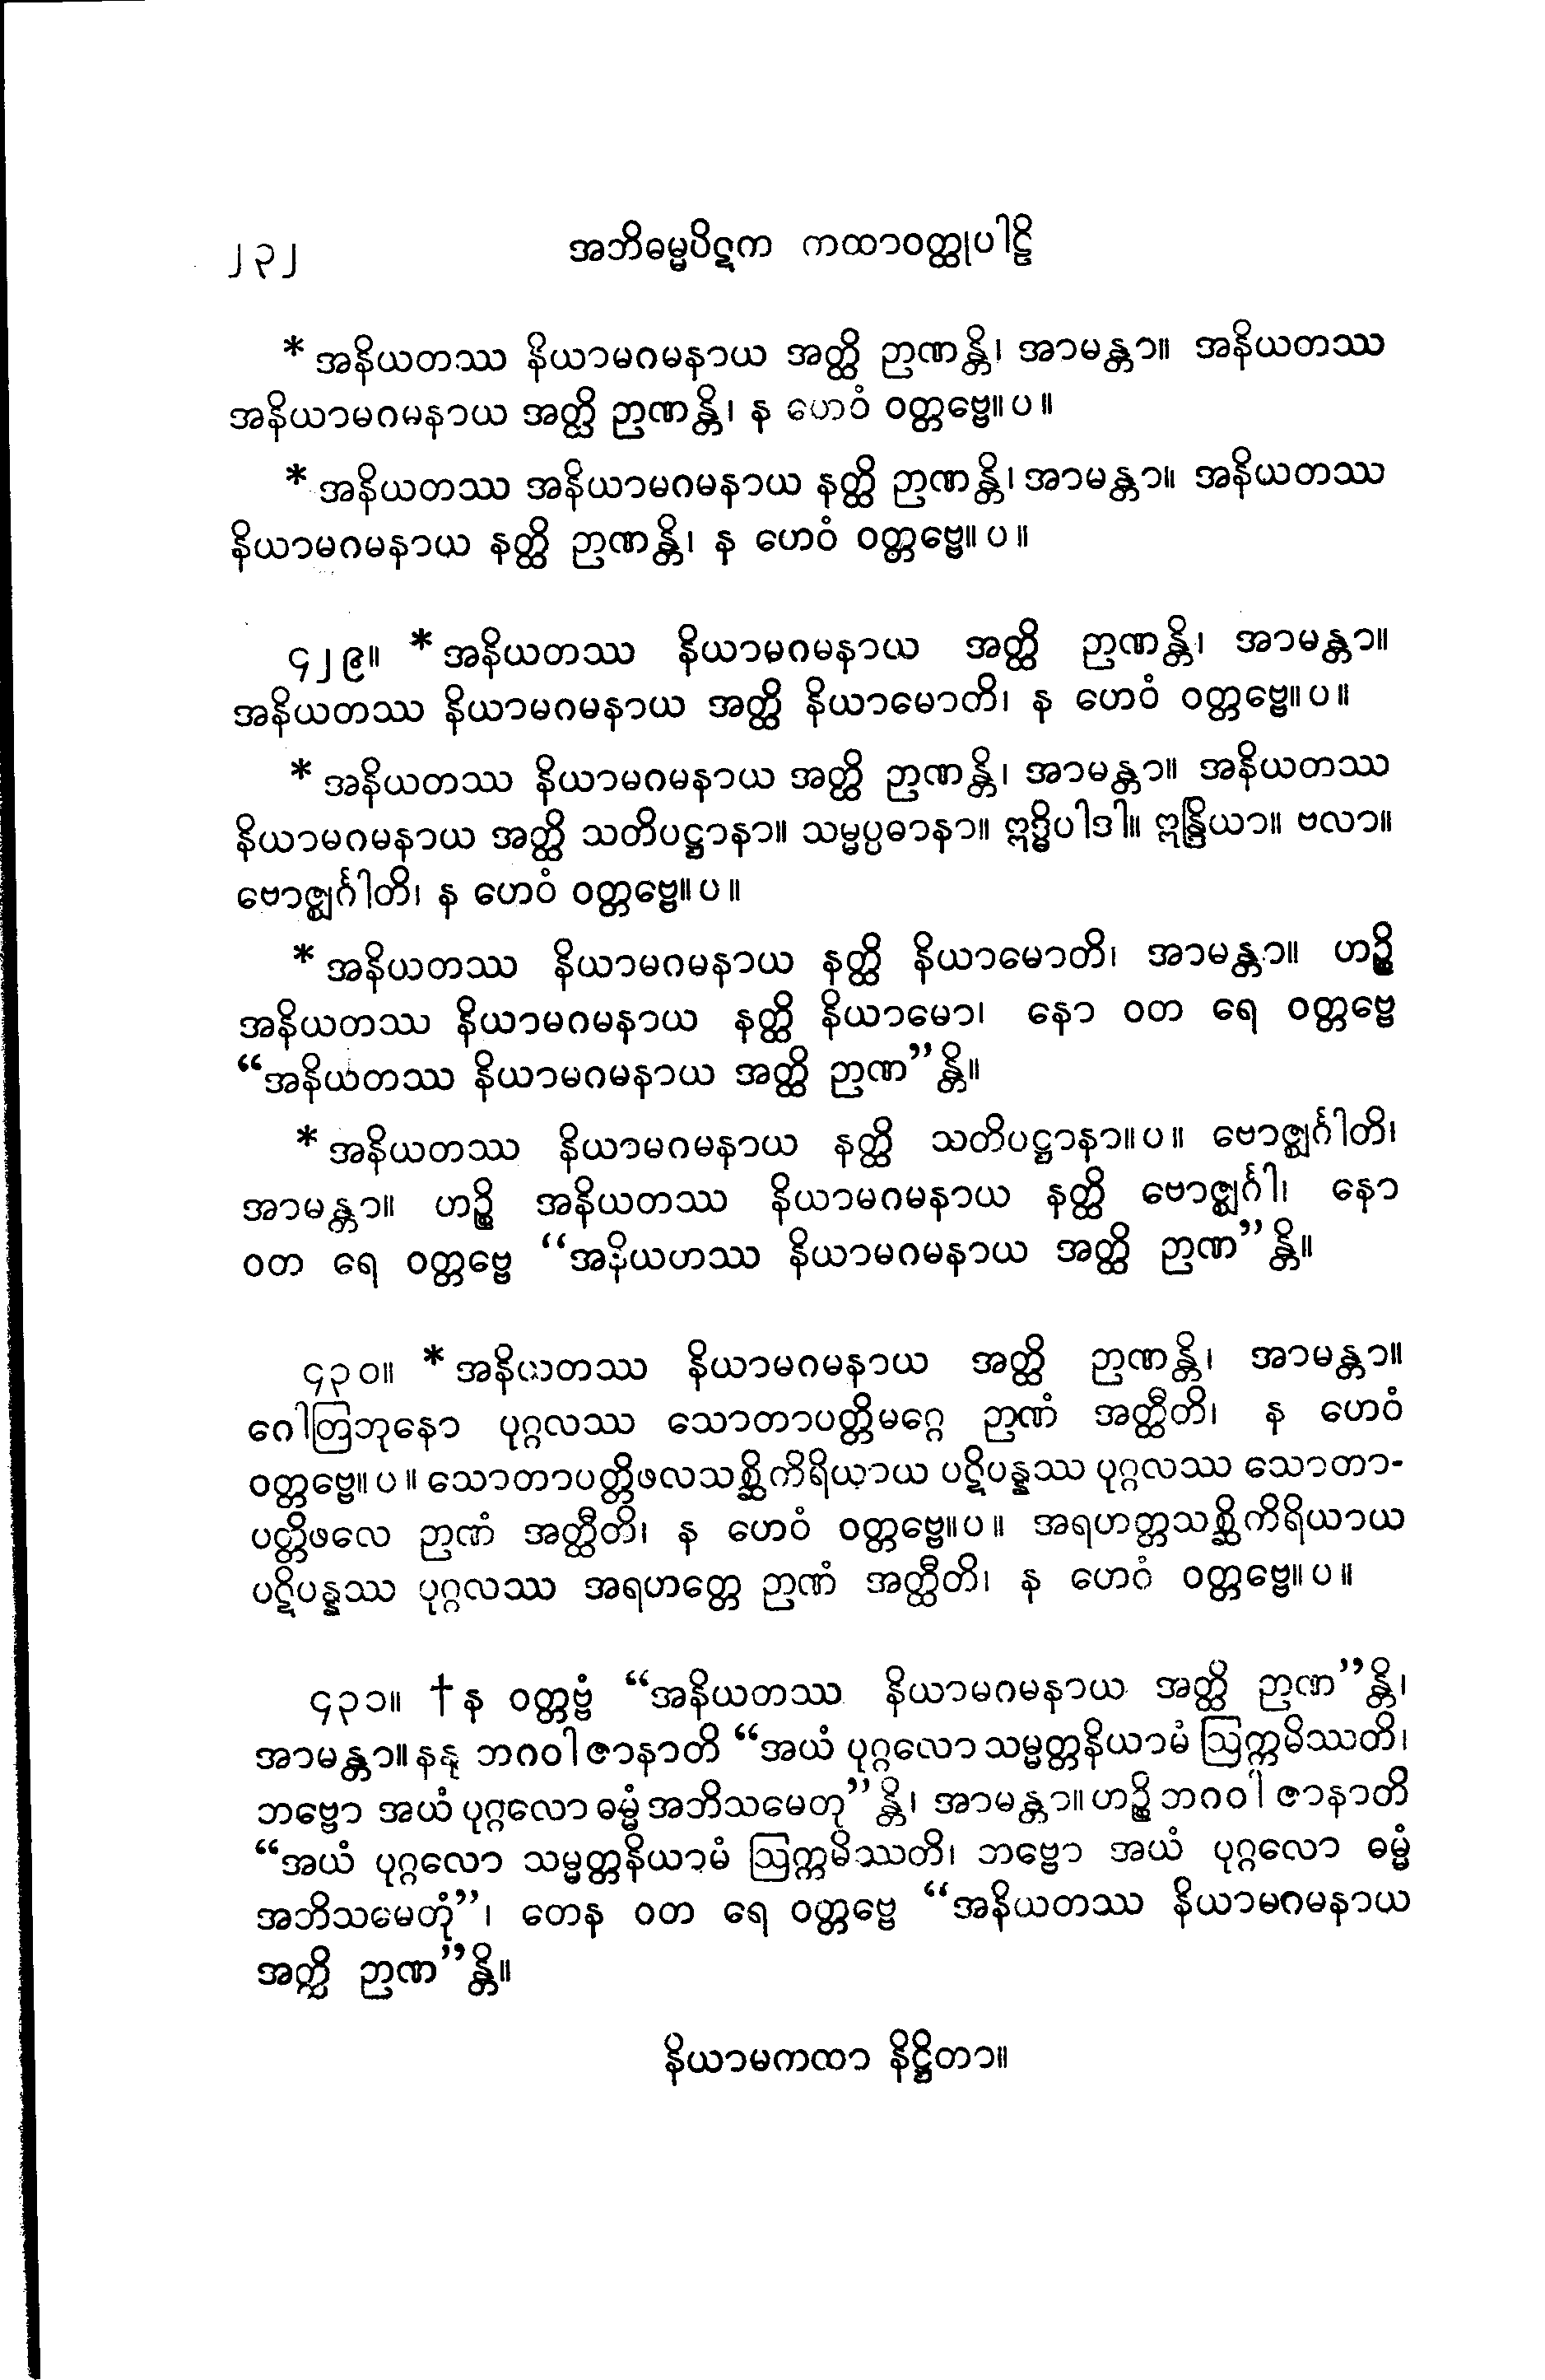 ၂၃၂ အဘိဓမ္မပိဋက ကထာဝတ္ထုပါဠိ
* အနိယတဿ နိယာမဂမနာယ အတ္ထိ ဉာဏန္တိ၊ အာမန္တာ။ အနိယတဿ
အနိယာမဂမနာယ အတ္ထိ ဉာဏန္တိ၊ န ဟေဝံ ဝတ္တဗ္ဗေ။ ပ ။
* အနိယတဿ အနိယာမဂမနာယ နတ္ထိ ဉာဏန္တိ၊ အာမန္တာ။ အနိယတဿ
နိယာမဂမနာယ နတ္ထိ ဉာဏန္တိ၊ န ဟေဝံ ဝတ္တဗ္ဗေ။ ပ ။
၄၂၉။ * အနိယတဿ နိယာမဂမနာယ အတ္ထိ ဉာဏန္တိ၊ အာမန္တာ။
အနိယတဿ နိယာမဂမနာယ အတ္ထိ နိယာမောတိ၊ န ဟေဝံ ဝတ္တဗ္ဗေ။ ပ ။
* အနိယတဿ နိယာမဂမနာယ အတ္ထိ ဉာဏန္တိ၊ အာမန္တာ။ အနိယတဿ
နိယာမဂမနာယ အတ္ထိ သတိပဋ္ဌာနာ။ သမ္မပ္ပဓာနာ။ ဣဒ္ဓိပါဒါ။ ဣန္ဒြိယာ။ ဗလာ။
ဗောဇ္ဈင်္ဂါတိ၊ န ဟေဝံ ဝတ္တဗ္ဗေ။ ပ ။
* အနိယတဿ နိယာမဂမနာယ နတ္ထိ နိယာမောတိ၊ အာမန္တာ။ ဟဉ္စိ
အနိယတဿ နိယာမဂမနာယ နတ္ထိ နိယာမော၊ နော ဝတ ရေ ဝတ္တဗ္ဗေ
“အနိယတဿ နိယာမဂမနာယ အတ္ထိ ဉာဏ”န္တိ။
* အနိယတဿ နိယာမဂမနာယ နတ္ထိ သတိပဋ္ဌာနာ။ ပ ။ ဗောဇ္ဈင်္ဂါတိ၊
အာမန္တာ။ ဟဉ္စိ အနိယတဿ နိယာမဂမနာယ နတ္ထိ ဗောဇ္ဈင်္ဂါ၊ နော
ဝတ ရေ ဝတ္တဗ္ဗေ “အနိယဟဿ နိယာမဂမနာယ အတ္ထိ ဉာဏ”န္တိ။
၄၃၀။ * အနိယတဿ နိယာမဂမနာယ အတ္ထိ ဉာဏန္တိ၊ အာမန္တာ။
ဂေါတြဘုနော ပုဂ္ဂလဿ သောတာပတ္တိမဂ္ဂေ ဉာဏံ အတ္ထီတိ၊ န ဟေဝံ
ဝတ္တဗ္ဗေ။ ပ ။ သောတာပတ္တိဖလသစ္ဆိကိရိယာယ ပဋိပန္နဿ ပုဂ္ဂလဿ သောတာ-
ပတ္တိဖလေ ဉာဏံ အတ္ထီတိ၊ န ဟေဝံ ဝတ္တဗ္ဗေ။ ပ ။ အရဟတ္တသစ္ဆိကိရိယာယ
ပဋိပန္နဿ ပုဂ္ဂလဿ အရဟတ္တေ ဉာဏံ အတ္ထီတိ၊ န ဟေဝံ ဝတ္တဗ္ဗေ။ ပ ။
၄၃၁။ † န ဝတ္တဗ္ဗံ “အနိယတဿ နိယာမဂမနာယ အတ္ထိ ဉာဏ”န္တိ၊
အာမန္တာ။ နနု ဘဂဝါ ဇာနာတိ “အယံ ပုဂ္ဂလော သမ္မတ္တနိယာမံ ဩက္ကမိဿတိ၊
ဘဗ္ဗော အယံ ပုဂ္ဂလော ဓမ္မံ အဘိသမေတု”န္တိ၊ အာမန္တာ။ ဟဉ္စိ ဘဂဝါ ဇာနာတိ
“အယံ ပုဂ္ဂလော သမ္မတ္တနိယာမံ ဩက္ကမိဿတိ၊ ဘဗ္ဗော အယံ ပုဂ္ဂလော ဓမ္မံ
အဘိသမေတုံ”၊ တေန ဝတ ရေ ဝတ္တဗ္ဗေ “အနိယတဿ နိယာမဂမနာယ
အတ္ထိ ဉာဏ”န္တိ။
နိယာမကထာ နိဋ္ဌိတာ။